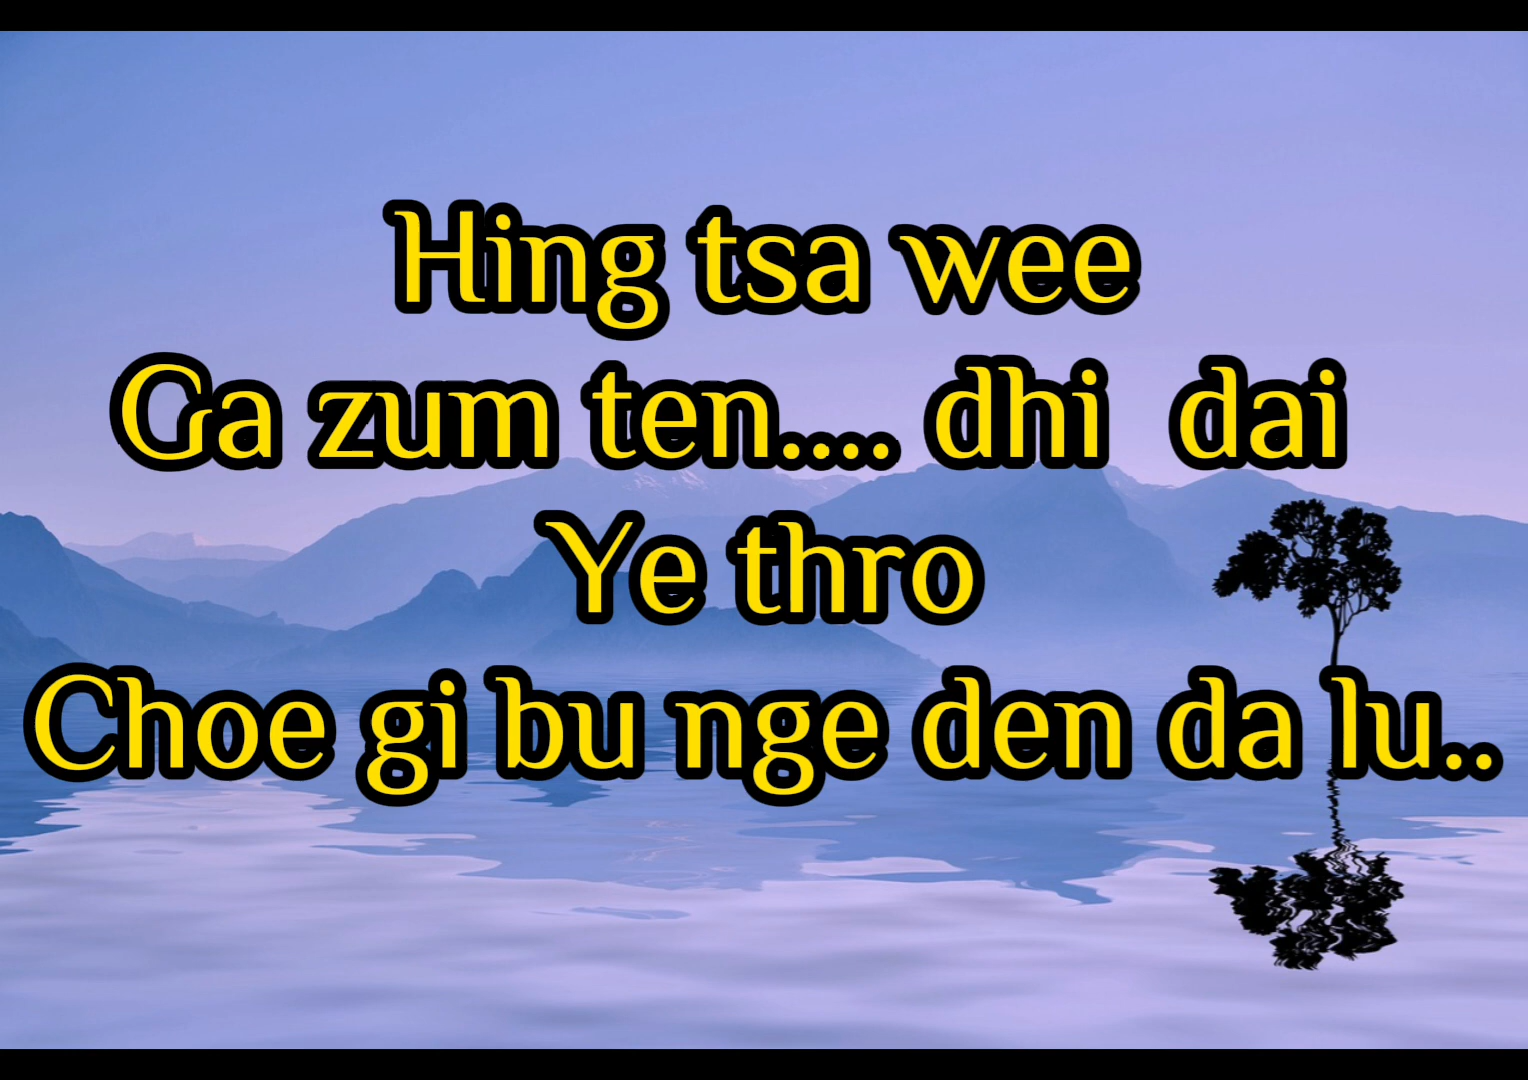 Hing tsa wee
Ga zum ten.... dhi dai
Ye thro
Choe gi bu nge den da lu..